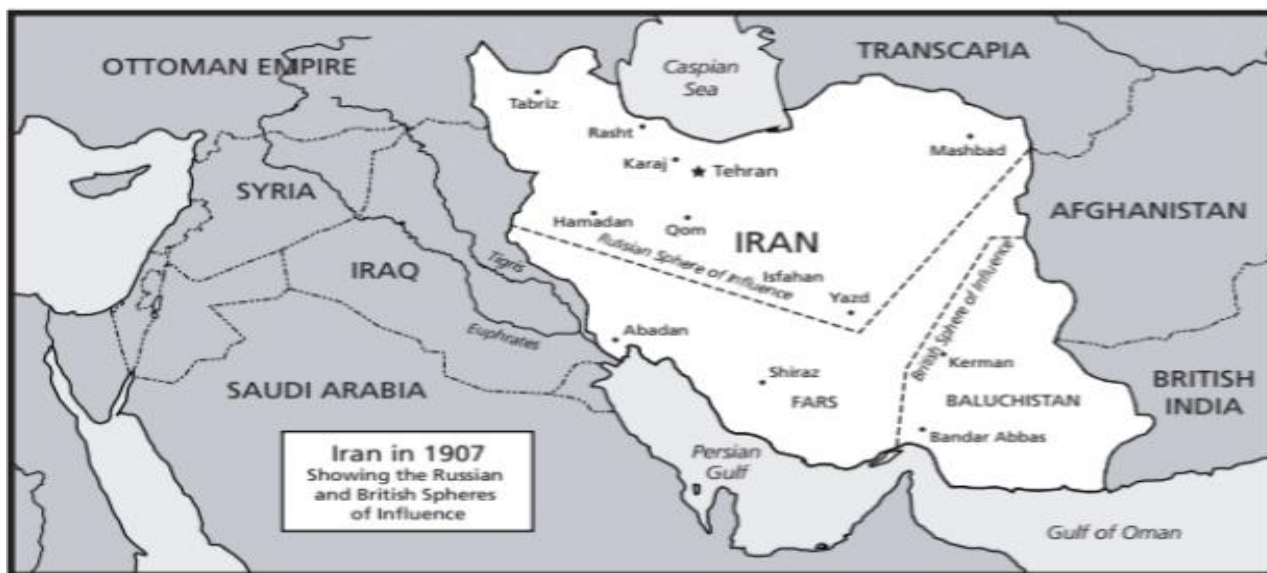 OTTOMAN EMPIRE
Caspian
Sea
TRANSCAPIA
Tabriz
Rasht
Karaj
Tehran
Mashbad
SYRIA
Hamadan
Qom
IRAN
AFGHANISTAN
IRAQ
Tigris
Russian Sphere of Influence
Isfahan
Yazd
British Sphere of Influence
Euphrates
Abadan
Kerman
Shiraz
FARS
BALUCHISTAN
BRITISH
INDIA
SAUDI ARABIA
Bandar Abbas
Iran in 1907
Showing the Russian
and British Spheres
of Influence
Persian
Gulf
Gulf of Oman